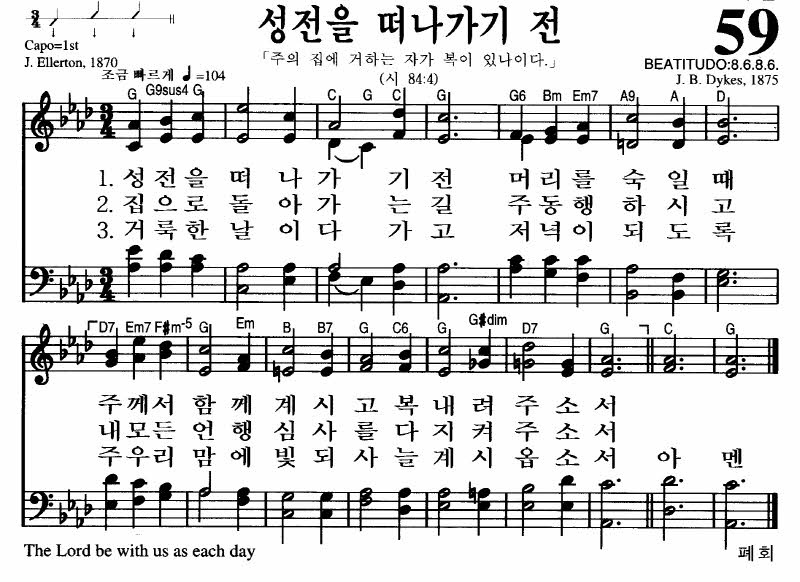 성전을 떠나가기 전
59
3/4
Capo=1st
J. Ellerton, 1870
조금 빠르게 ♩=104
「주의 집에 거하는 자가 복이 있나이다.」
(시 84:4)
BEATITUDO:8.6.8.6.
J. B. Dykes, 1875
G G9sus4 G C G C G G6 Bm Em7 A9 A D
1. 성 전 을 떠 나 가 기 전 머 리 를 숙 일 때
2. 집 으 로 돌 아 가 는 길 주 동 행 하 시 고
3. 거 룩 한 날 이 다 가 고 저 녁 이 되 도 록
D7 Em7 F#m-5 G Em B B7 G C6 G G#dim D7 G C G
주 께 서 함 께 계 시 고 복 내 려 주 소 서
내 모 든 언 행 심 사 를 다 지 켜 주 소 서
주 우 리 맘 에 빛 되 사 늘 계 시 옵 소 서 아 멘
The Lord be with us as each day
폐 회